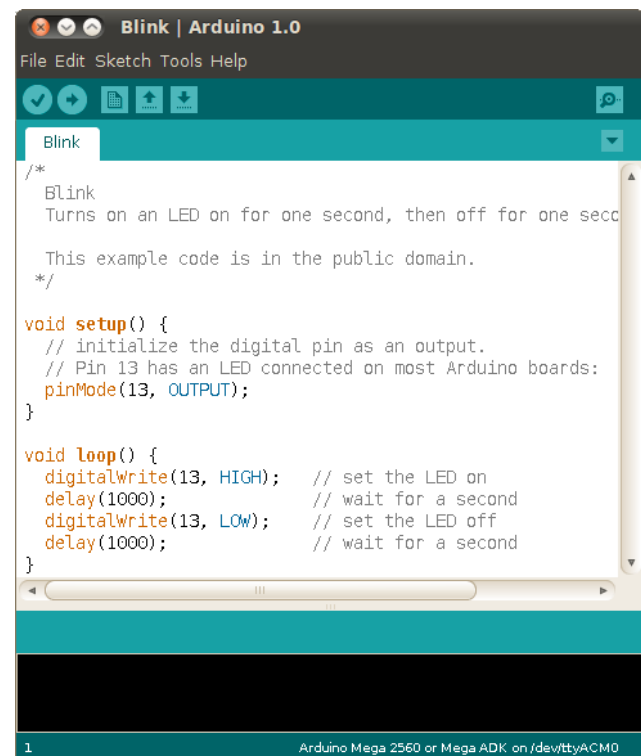 Blink | Arduino 1.0
File Edit Sketch Tools Help
Blink
/*
  Blink
  Turns on an LED on for one second, then off for one seco

  This example code is in the public domain.
 */

void setup() {
  // initialize the digital pin as an output.
  // Pin 13 has an LED connected on most Arduino boards:
  pinMode(13, OUTPUT);
}

void loop() {
  digitalWrite(13, HIGH);   // set the LED on
  delay(1000);              // wait for a second
  digitalWrite(13, LOW);    // set the LED off
  delay(1000);              // wait for a second
}
1 Arduino Mega 2560 or Mega ADK on /dev/ttyACM0